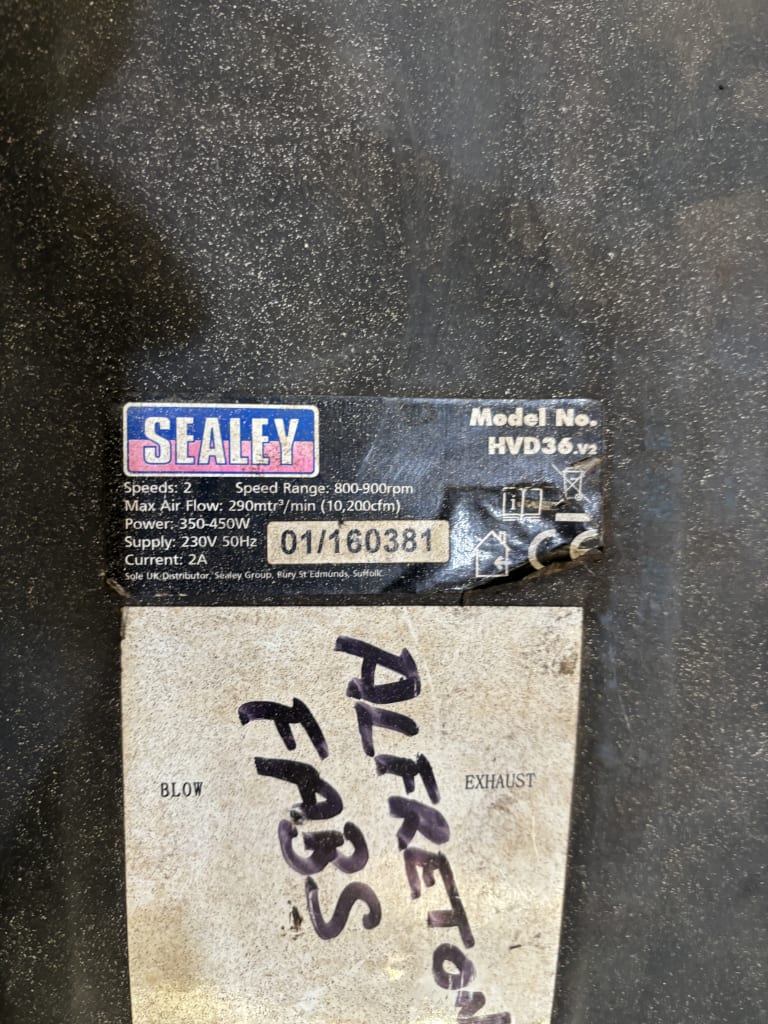 SEALEY
Model No.
HVD36.V2
Speeds: 2 Speed Range: 800-900rpm
Max Air Flow: 290mtr³/min (10,200cfm)
Power: 350-450W
Supply: 230V 50Hz
01/160381
Current: 2A
Sole UK Distributor, Sealey Group, Bury St Edmunds, Suffolk.
CE
BLOW
EXHAUST
ALFRETON
FABS